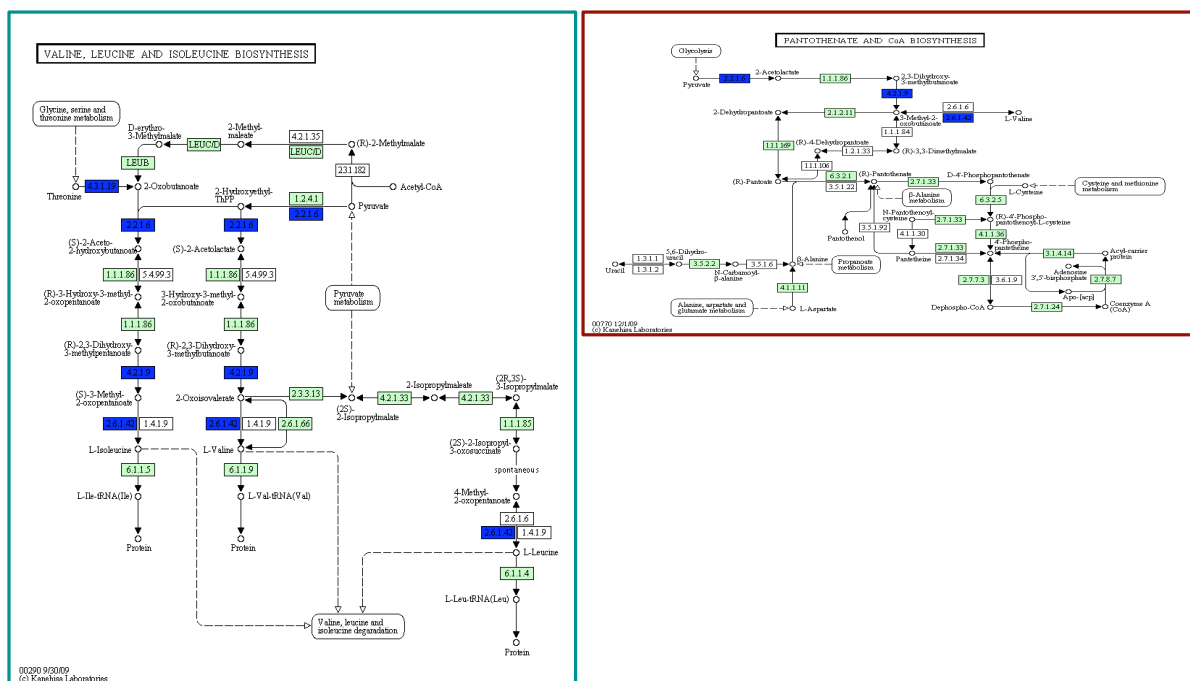 VALINE, LEUCINE AND ISOLEUCINE BIOSYNTHESIS
Glycine, serine and
threonine metabolism
D-erythro-
3-Methylmalate
2-Methyl-
maleate
4.2.1.35
LEUC/D
LEUC/D
(R)-2-Methylmalate
LEUB
2.3.1.182
Threonine
4.3.1.19
2-Oxobutanoate
Acetyl-CoA
2-Hydroxyethyl-
ThPP
1.2.4.1
2.2.1.6
Pyruvate
2.2.1.6
2.2.1.6
(S)-2-Aceto-
2-hydroxybutanoate
(S)-2-Acetolactate
1.1.1.86
5.4.99.3
1.1.1.86
5.4.99.3
(R)-3-Hydroxy-3-methyl-
2-oxopentanoate
3-Hydroxy-3-methyl-
2-oxobutanoate
Pyruvate
metabolism
1.1.1.86
1.1.1.86
(R)-2,3-Dihydroxy-
3-methylpentanoate
(R)-2,3-Dihydroxy-
3-methylbutanoate
4.2.1.9
4.2.1.9
(S)-3-Methyl-
2-oxopentanoate
2-Oxoisovalerate
2.3.3.13
(2S)-
2-Isopropylmalate
4.2.1.33
2-Isopropylmaleate
4.2.1.33
(2R,3S)-
3-Isopropylmalate
2.6.1.42
1.4.1.9
2.6.1.42
1.4.1.9
2.6.1.66
1.1.1.85
L-Isoleucine
L-Valine
(2S)-2-Isopropyl-
3-oxosuccinate
6.1.1.5
6.1.1.9
spontaneous
L-Ile-tRNA(Ile)
L-Val-tRNA(Val)
4-Methyl-
2-oxopentanoate
2.6.1.6
2.6.1.42
1.4.1.9
Protein
Protein
L-Leucine
6.1.1.4
L-Leu-tRNA(Leu)
Valine, leucine and
isoleucine degradation
Protein
00290 9/30/09
(c) Kanehisa Laboratories
PANTOTHENATE AND CoA BIOSYNTHESIS
Glycolysis
Pyruvate
2.2.1.6
2-Acetolactate
1.1.1.86
2,3-Dihydroxy-
3-methylbutanoate
4.2.1.9
2-Dehydropantoate
2.1.2.11
3-Methyl-2-
oxobutanoate
2.6.1.6
2.6.1.42
L-Valine
1.1.1.84
1.1.1.169
(R)-4-Dehydropantoate
1.2.1.33
(R)-3,3-Dimethylmalate
1.1.1.106
(R)-Pantoate
6.3.2.1
3.5.1.22
(R)-Pantothenate
2.7.1.33
D-4'-Phosphopantothenate
L-Cysteine
Cysteine and methionine
metabolism
β-Alanine
metabolism
6.3.2.5
N-Pantothenoyl-
cysteine
2.7.1.33
(R)-4'-Phospho-
pantothenoyl-L-cysteine
Pantothenol
3.5.1.92
4.1.1.30
4.1.1.36
4'-Phospho-
pantetheine
Pantetheine
2.7.1.33
2.7.1.34
3.1.4.14
Acyl-carrier
protein
Uracil
1.3.1.1
1.3.1.2
5,6-Dihydro-
uracil
3.5.2.2
N-Carbamoyl-
β-alanine
3.5.1.6
β-Alanine
Propanoate
metabolism
Adenosine
3',5'-bisphosphate
2.7.7.3
3.6.1.9
2.7.8.7
4.1.1.11
Apo-[acp]
Alanine, aspartate and
glutamate metabolism
L-Aspartate
Dephospho-CoA
2.7.1.24
Coenzyme A
(CoA)
00770 12/1/09
(c) Kanehisa Laboratories